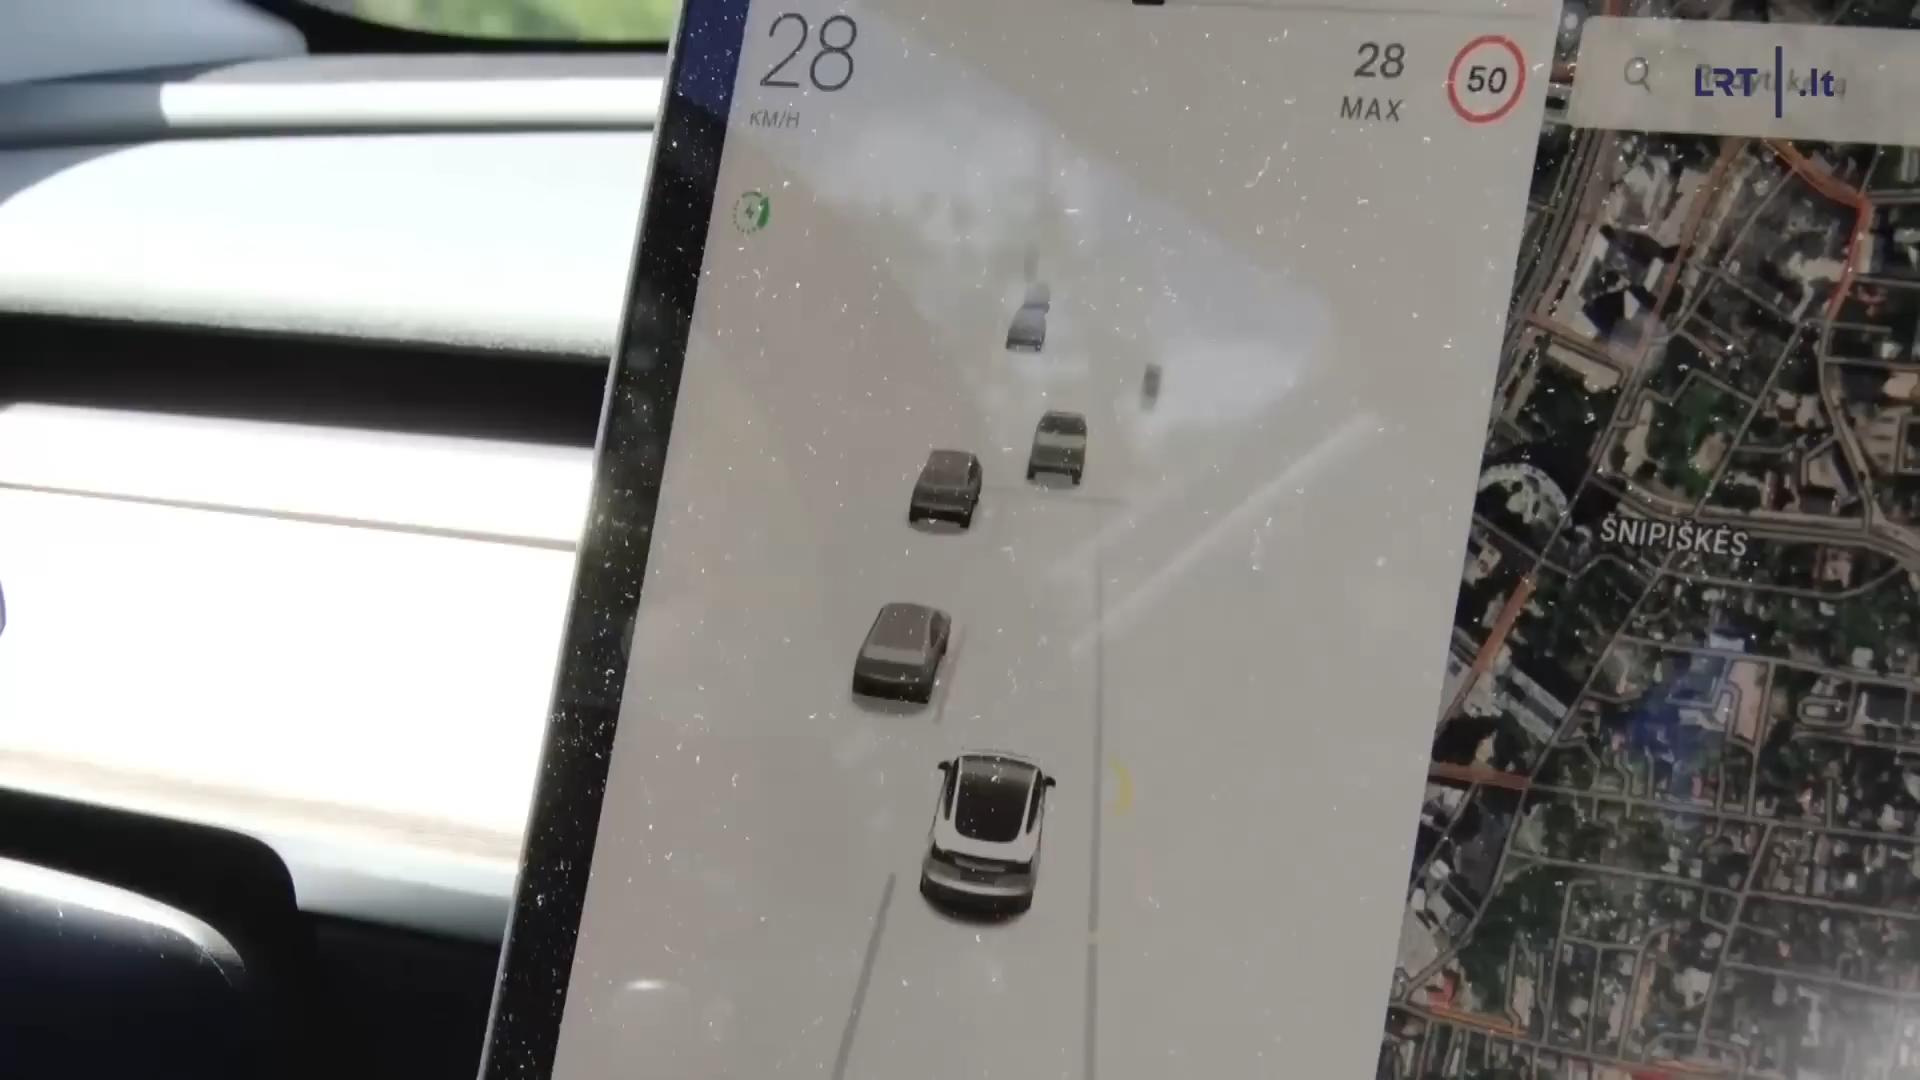 28
KM/H
28
MAX
50
LRT .lt
ŠNIPIŠKĖS